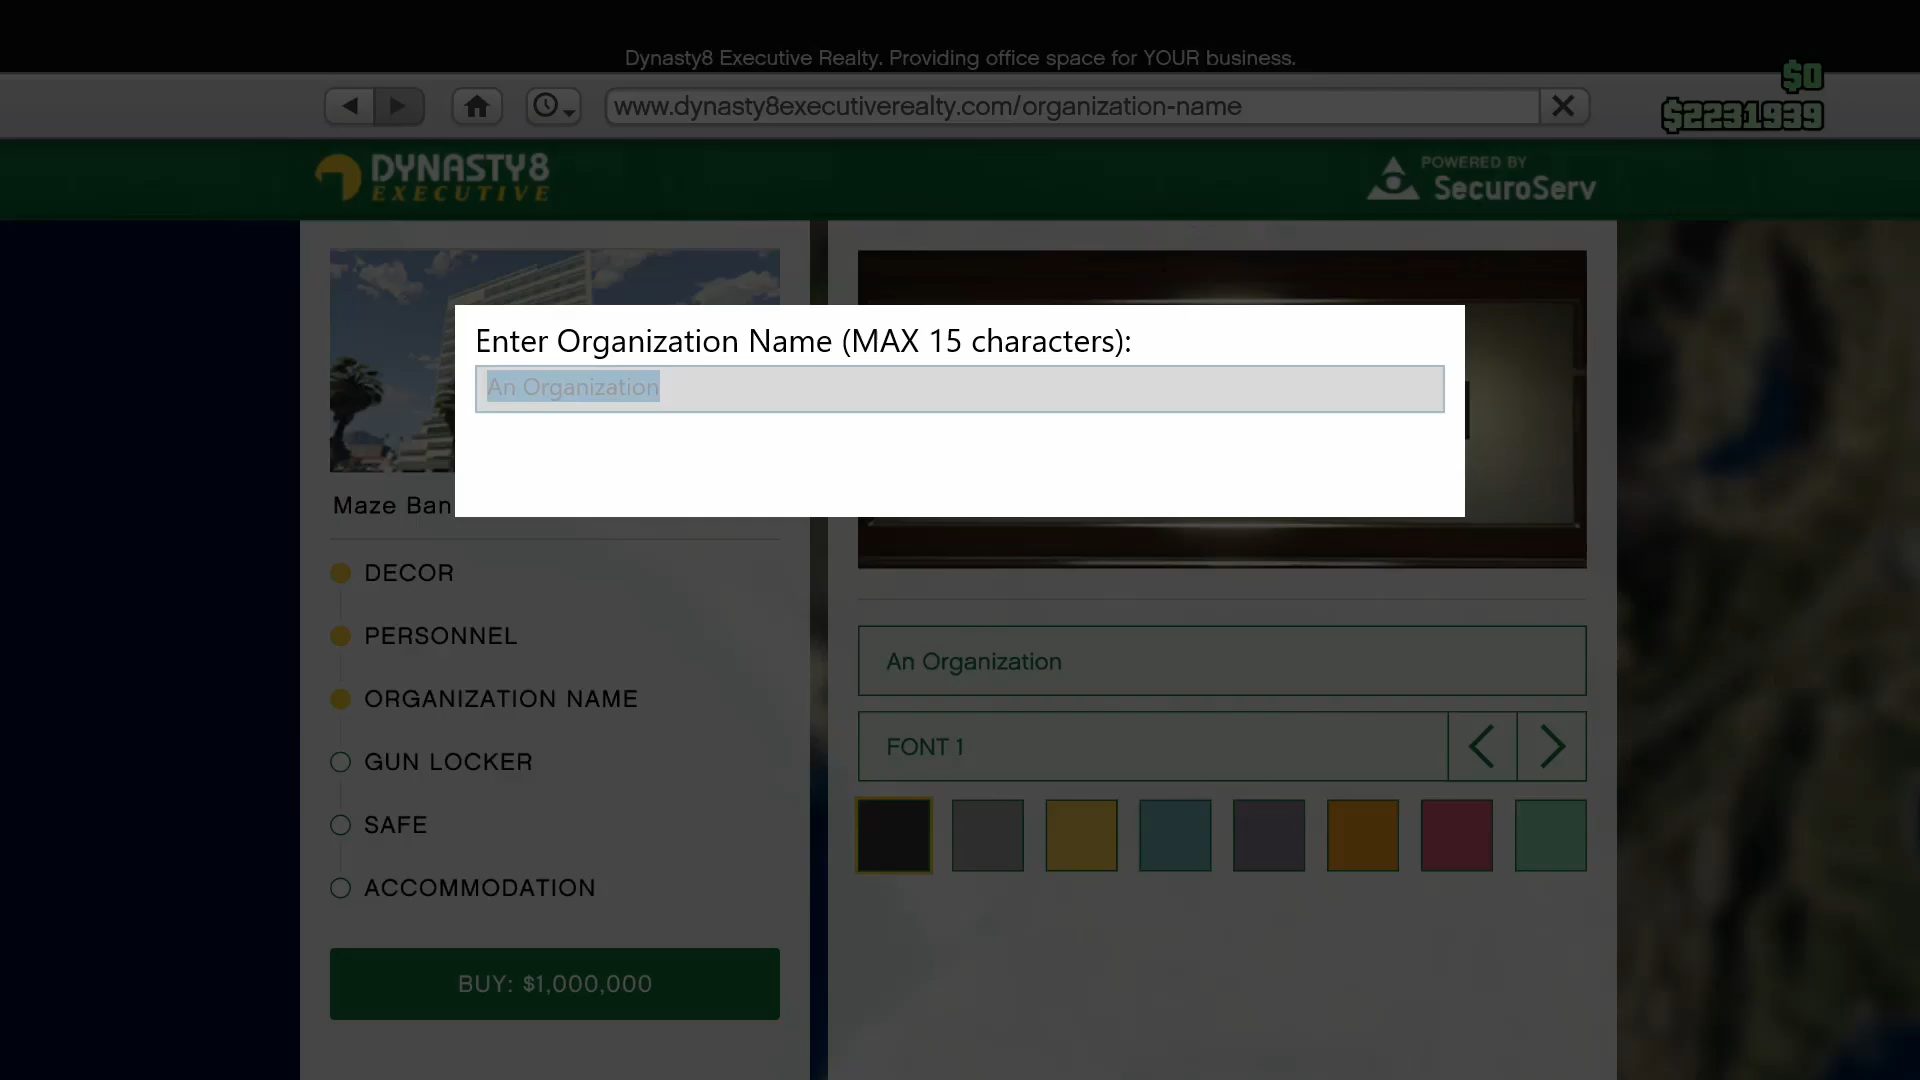 Dynasty8 Executive Realty. Providing office space for YOUR business.
$0
www.dynasty8executiverealty.com/organization-name
$2231939
DYNASTY8
EXECUTIVE
POWERED BY
SecuroServ
Enter Organization Name (MAX 15 characters):
An Organization
Maze Ban
DECOR
PERSONNEL
ORGANIZATION NAME
GUN LOCKER
SAFE
ACCOMMODATION
BUY: $1,000,000
An Organization
FONT 1